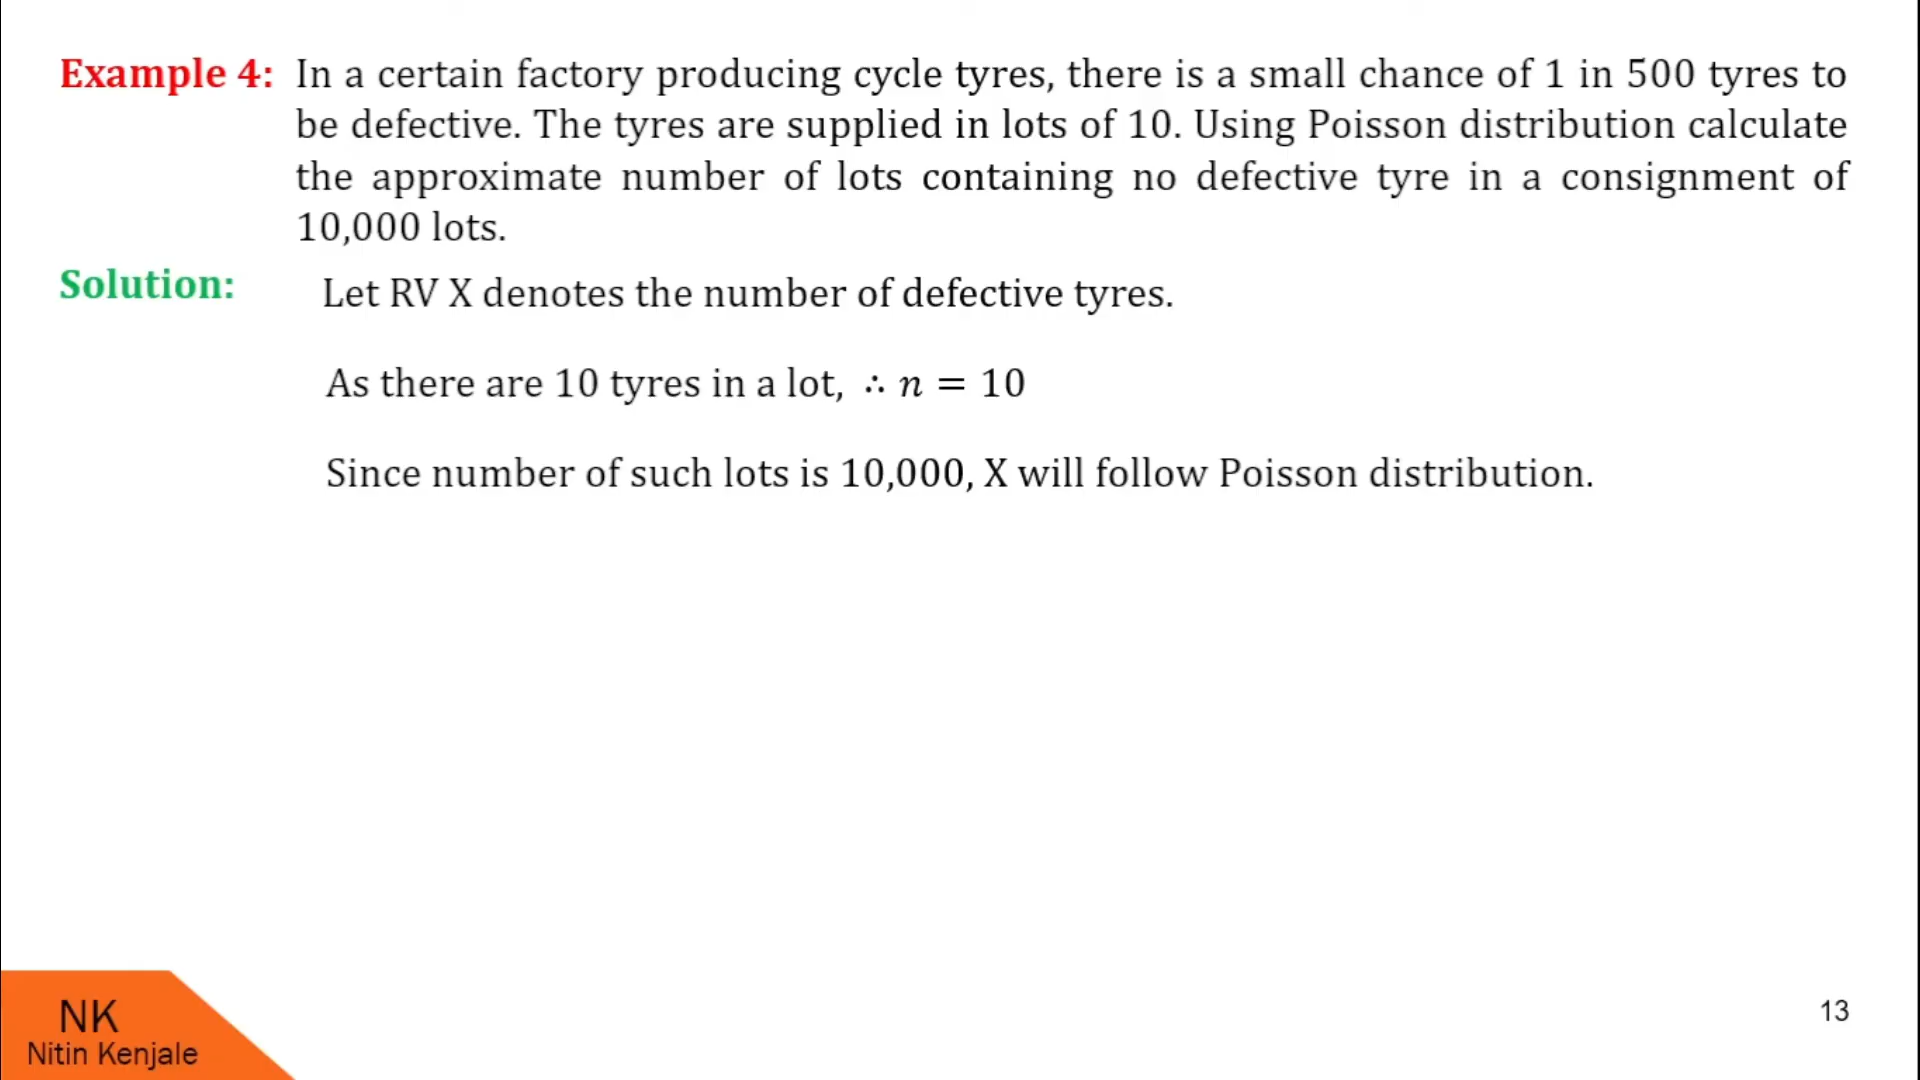 Example 4: In a certain factory producing cycle tyres, there is a small chance of 1 in 500 tyres to
be defective. The tyres are supplied in lots of 10. Using Poisson distribution calculate
the approximate number of lots containing no defective tyre in a consignment of
10,000 lots.
Solution: Let RV X denotes the number of defective tyres.
As there are 10 tyres in a lot, ∴ n = 10
Since number of such lots is 10,000, X will follow Poisson distribution.
NK
Nitin Kenjale
13